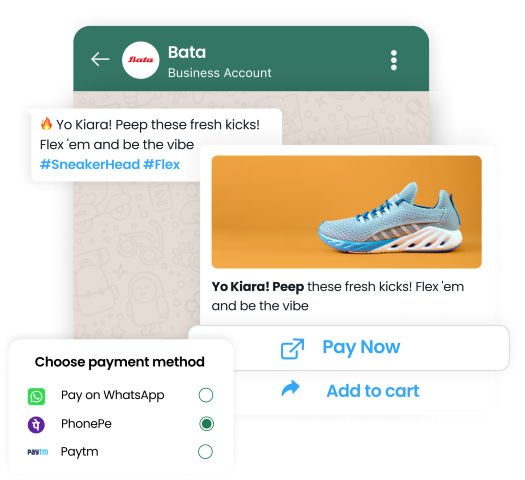 Bata
Bata
Business Account
🔥 Yo Kiara! Peep these fresh kicks!
Flex 'em and be the vibe
#SneakerHead #Flex
Yo Kiara! Peep these fresh kicks! Flex 'em
and be the vibe
Pay Now
Add to cart
Choose payment method
Pay on WhatsApp
पे PhonePe
Paytm Paytm